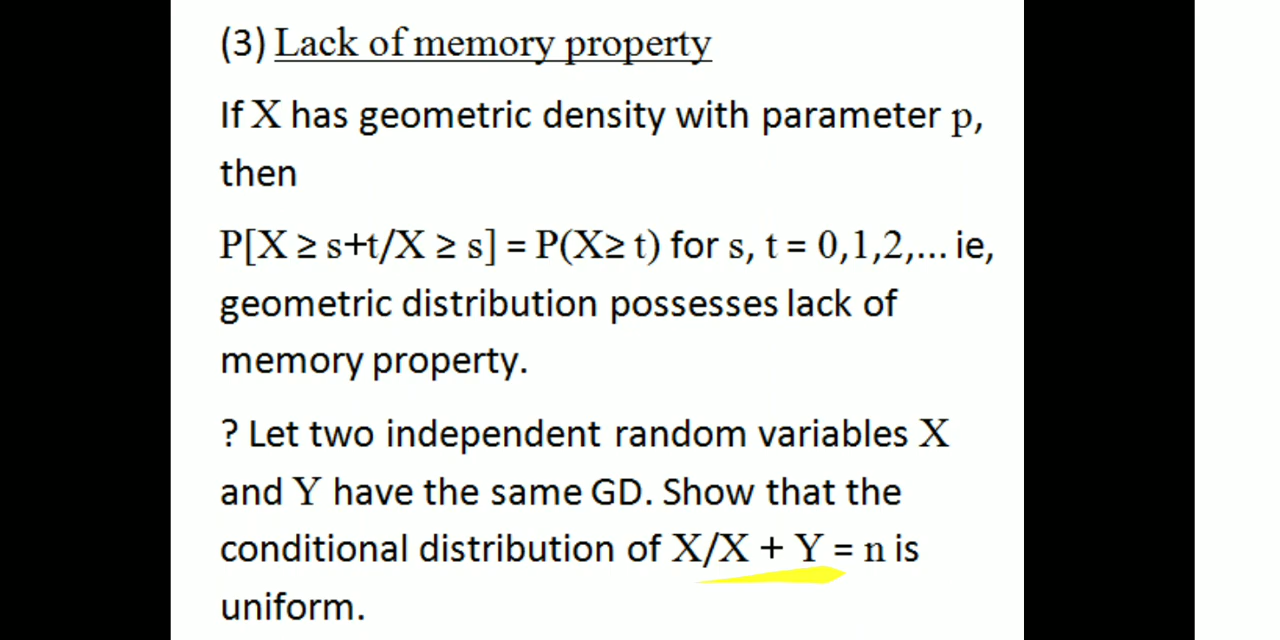 (3) Lack of memory property
If X has geometric density with parameter p,
then
P[X ≥ s+t/X ≥ s] = P(X≥ t) for s, t = 0,1,2,... ie,
geometric distribution possesses lack of
memory property.
? Let two independent random variables X
and Y have the same GD. Show that the
conditional distribution of X/X + Y = n is
uniform.